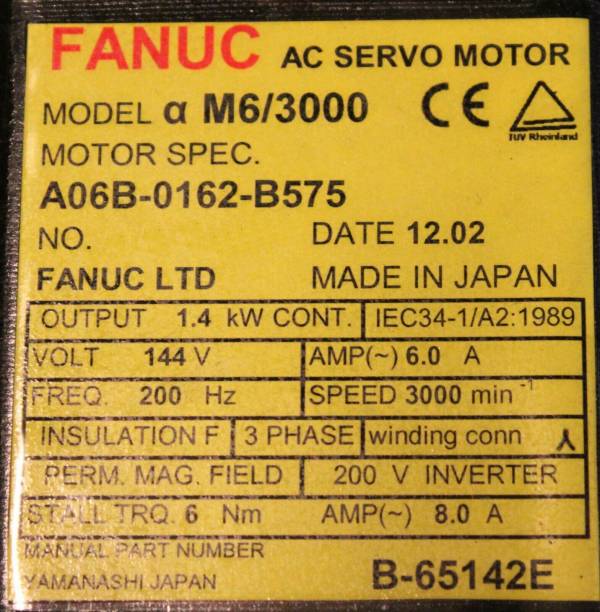 FANUC AC SERVO MOTOR
MODEL α M6/3000 CE
TUV Rheinland
MOTOR SPEC.
A06B-0162-B575
NO. DATE 12.02
FANUC LTD MADE IN JAPAN
OUTPUT 1.4 kW CONT. IEC34-1/A2:1989
VOLT 144 V AMP(~) 6.0 A
FREQ. 200 Hz SPEED 3000 min⁻¹
INSULATION F 3 PHASE winding conn
PERM. MAG. FIELD 200 V INVERTER
STALL TRQ. 6 Nm AMP(~) 8.0 A
MANUAL PART NUMBER
YAMANASHI JAPAN B-65142E